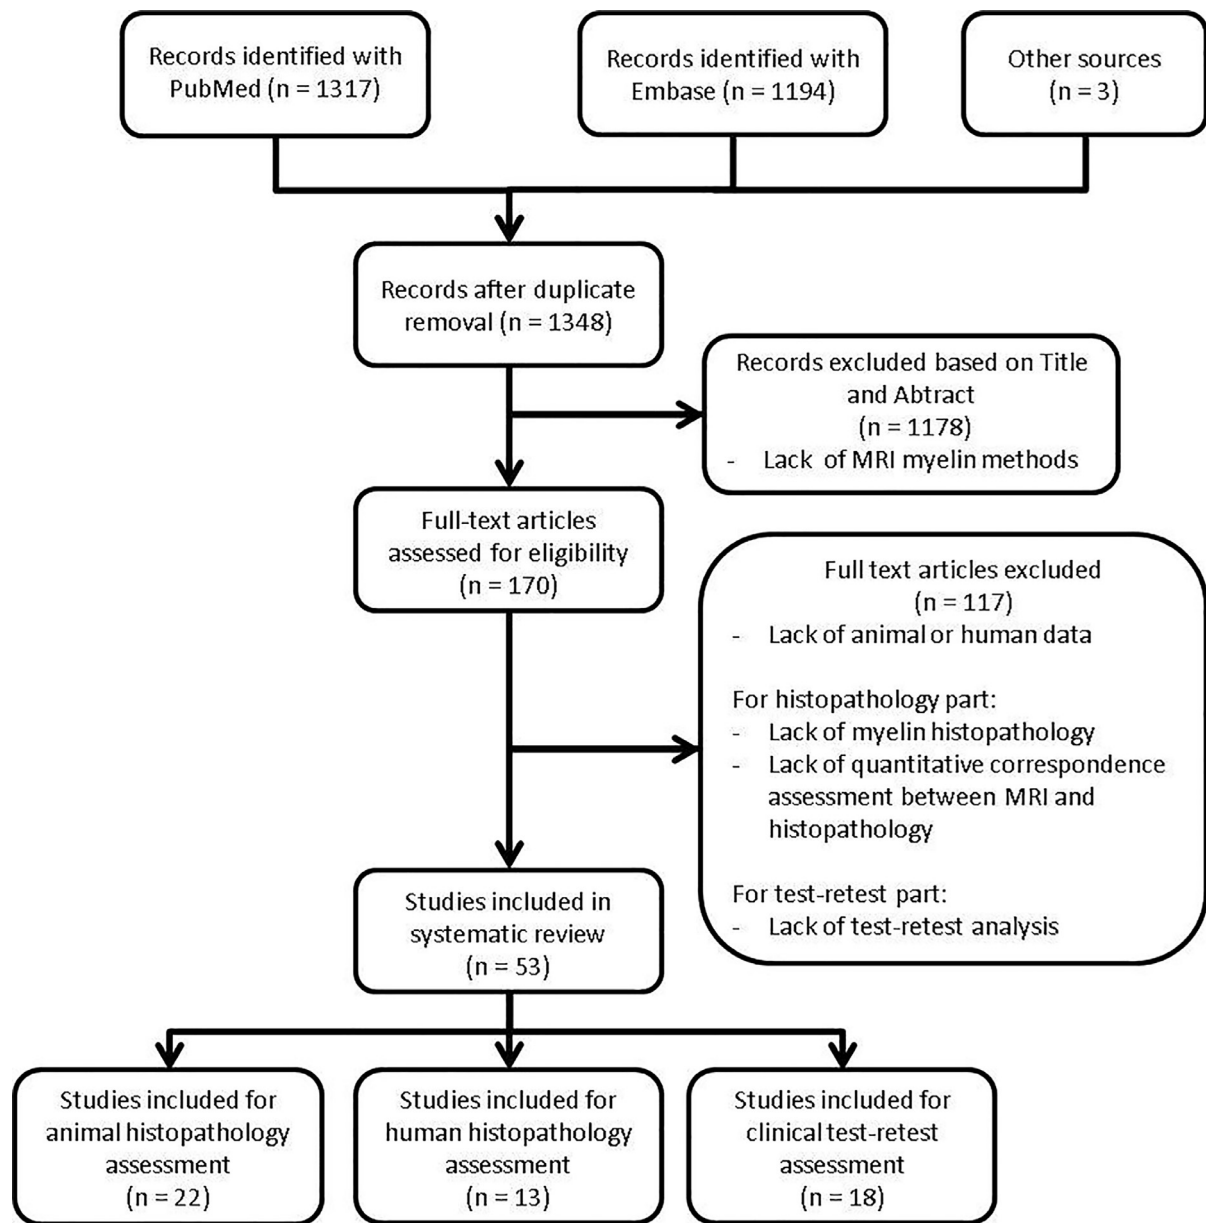 Records identified with
PubMed (n = 1317)
Records identified with
Embase (n = 1194)
Other sources
(n = 3)
Records after duplicate
removal (n = 1348)
Records excluded based on Title
and Abtract
(n = 1178)
- Lack of MRI myelin methods
Full-text articles
assessed for eligibility
(n = 170)
Full text articles excluded
(n = 117)
- Lack of animal or human data
For histopathology part:
- Lack of myelin histopathology
- Lack of quantitative correspondence
assessment between MRI and
histopathology
For test-retest part:
- Lack of test-retest analysis
Studies included in
systematic review
(n = 53)
Studies included for
animal histopathology
assessment
(n = 22)
Studies included for
human histopathology
assessment
(n = 13)
Studies included for
clinical test-retest
assessment
(n = 18)